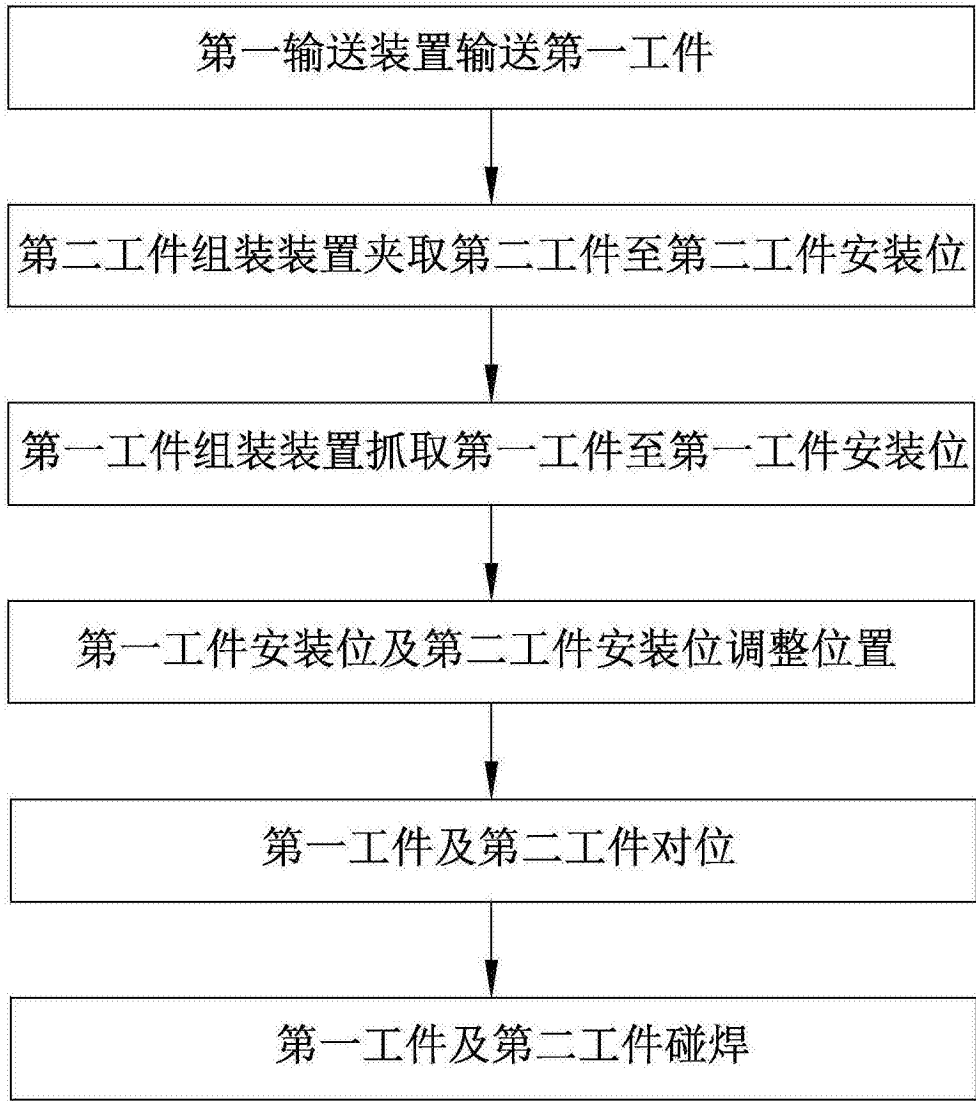 第一输送装置输送第一工件
第二工件组装装置夹取第二工件至第二工件安装位
第一工件组装装置抓取第一工件至第一工件安装位
第一工件安装位及第二工件安装位调整位置
第一工件及第二工件对位
第一工件及第二工件碰焊